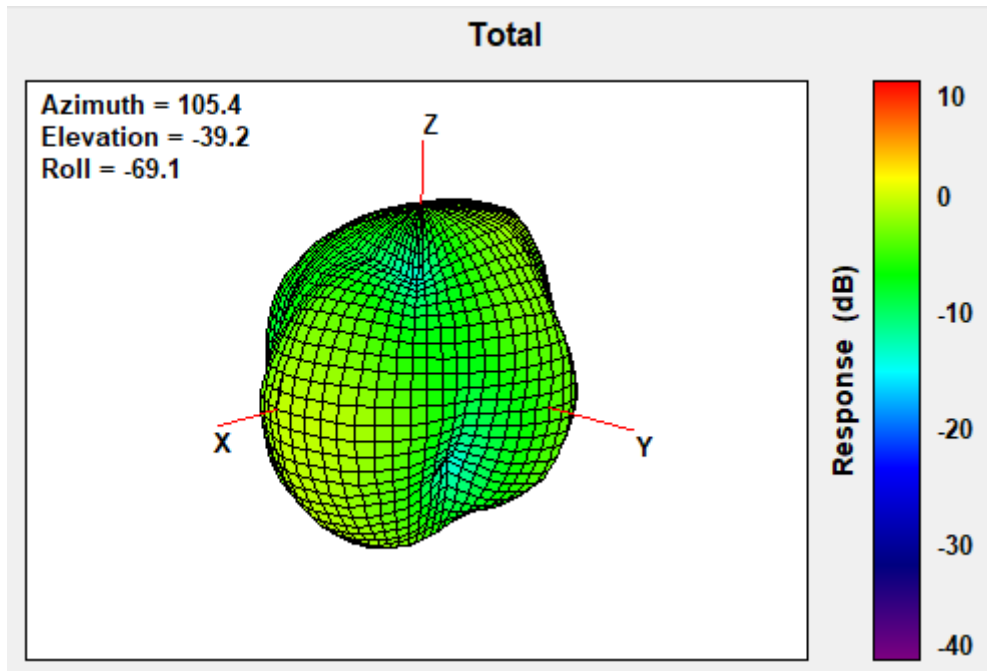 Total
Azimuth = 105.4
Elevation = -39.2
Roll = -69.1
Z
X
Y
10
0
-10
-20
-30
-40
Response (dB)